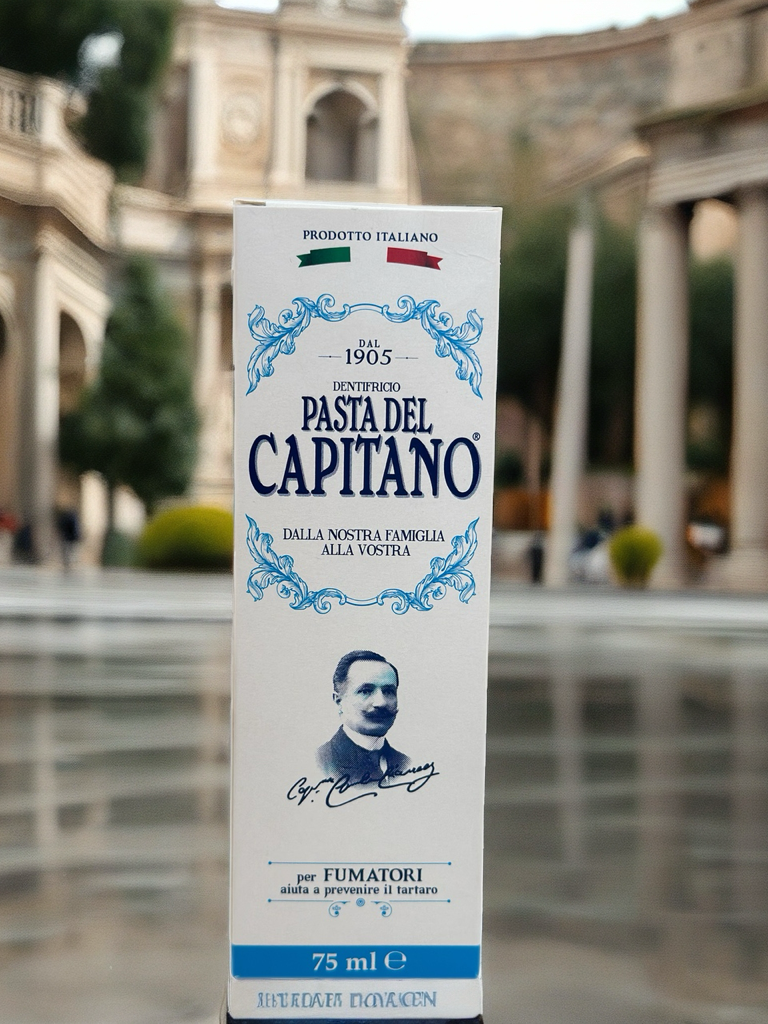 PRODOTTO ITALIANO
DAL
1905
DENTIFRICIO
PASTA DEL
CAPITANO®
DALLA NOSTRA FAMIGLIA
ALLA VOSTRA
per FUMATORI
aiuta a prevenire il tartaro
75 ml ℮